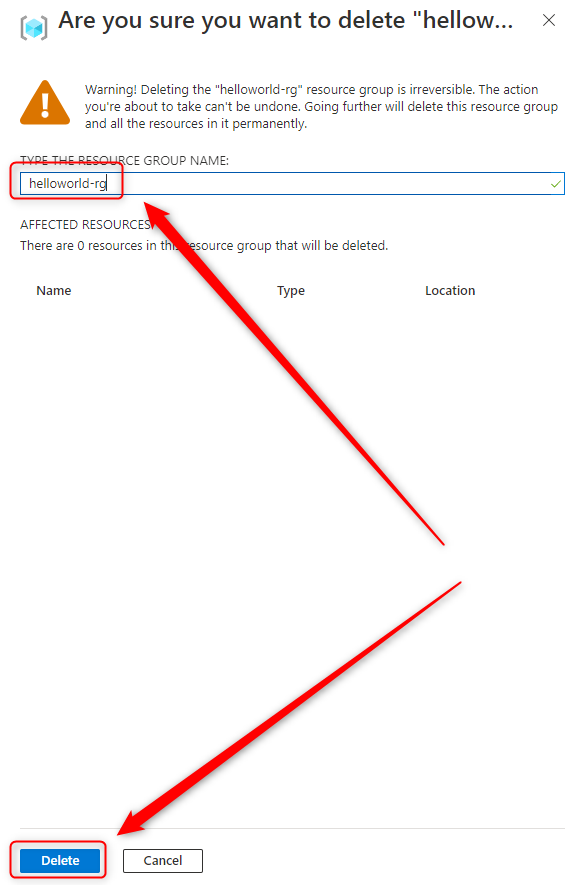 Are you sure you want to delete "hellow...
Warning! Deleting the "helloworld-rg" resource group is irreversible. The action
you're about to take can't be undone. Going further will delete this resource group
and all the resources in it permanently.
TYPE THE RESOURCE GROUP NAME:
helloworld-rg
AFFECTED RESOURCES
There are 0 resources in this resource group that will be deleted.
Name Type Location
Delete Cancel